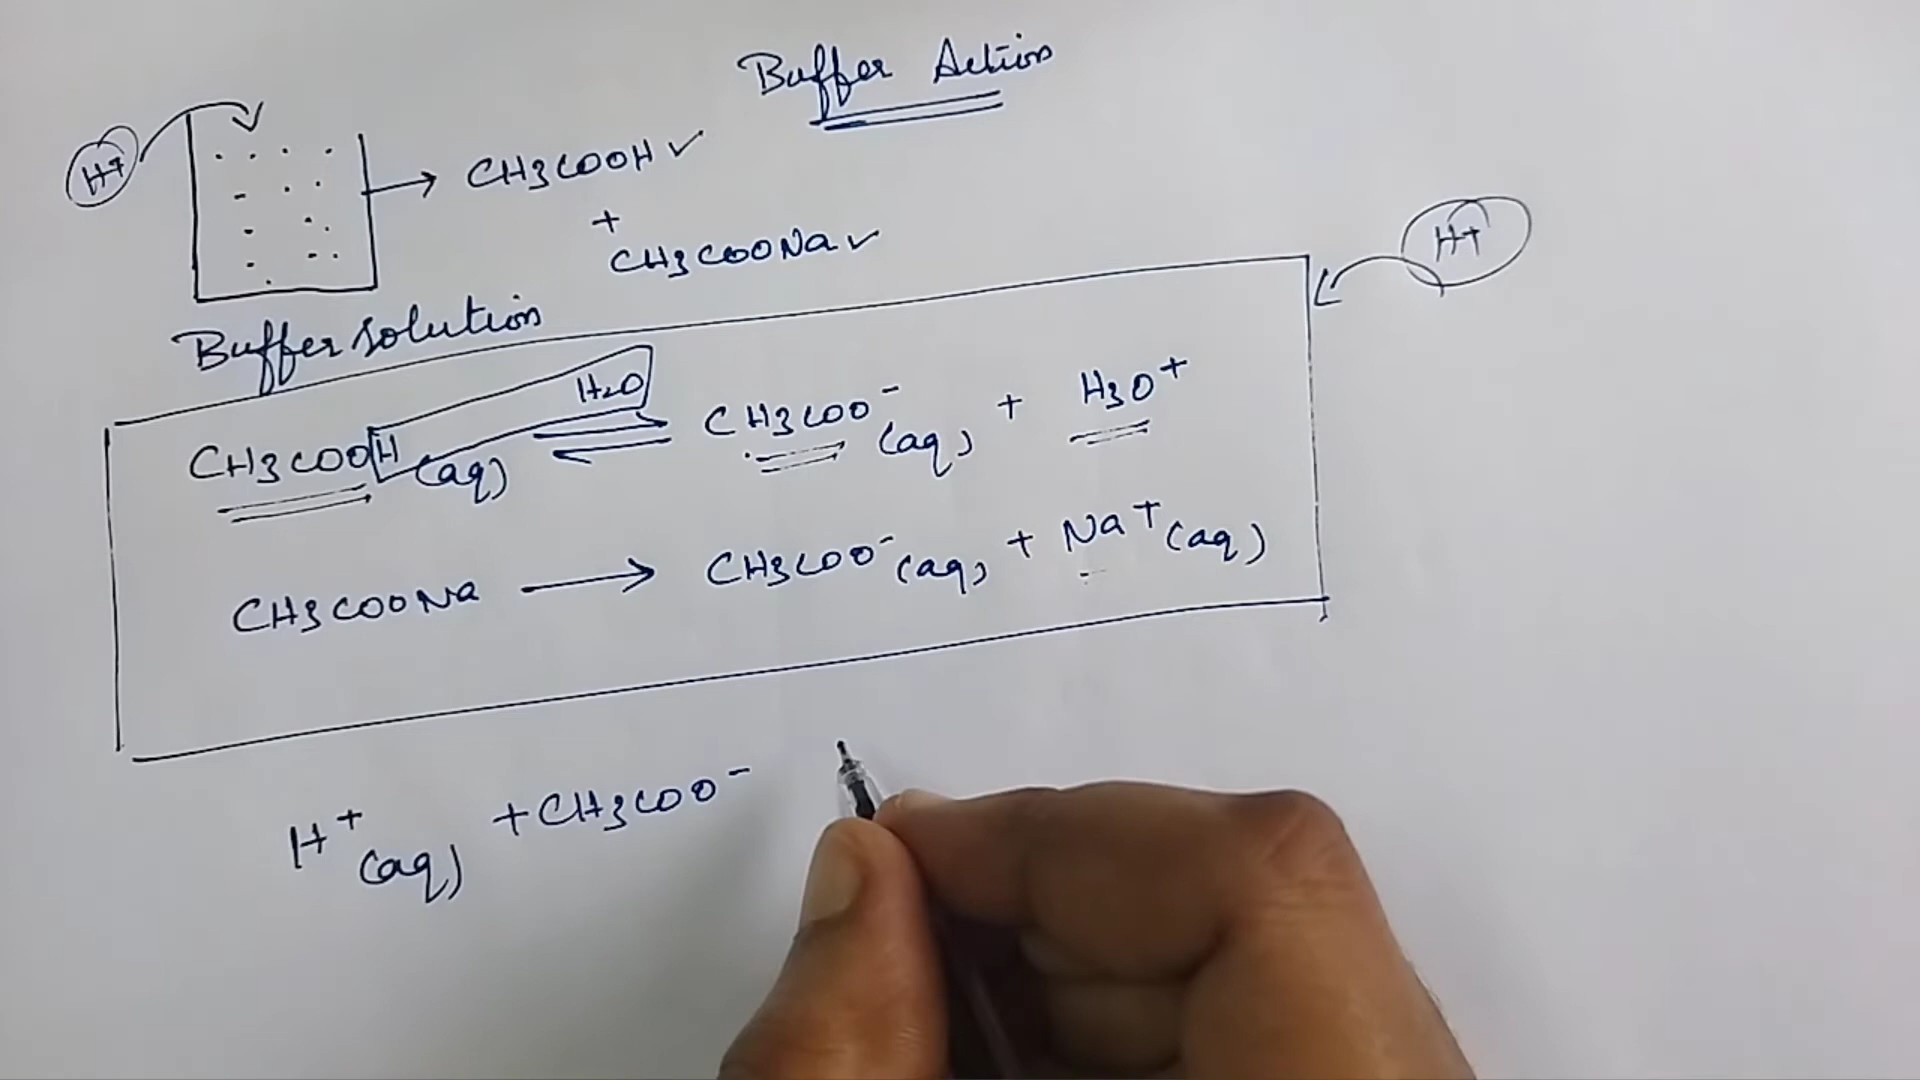 Buffer Action
H+
CH3COOH ✓
+
CH3COONa ✓
H+
Buffer solution
H2O
CH3COOH (aq) ⇌ CH3COO⁻ (aq) + H3O⁺
CH3COONa → CH3COO⁻ (aq) + Na⁺ (aq)
H⁺ (aq) + CH3COO⁻